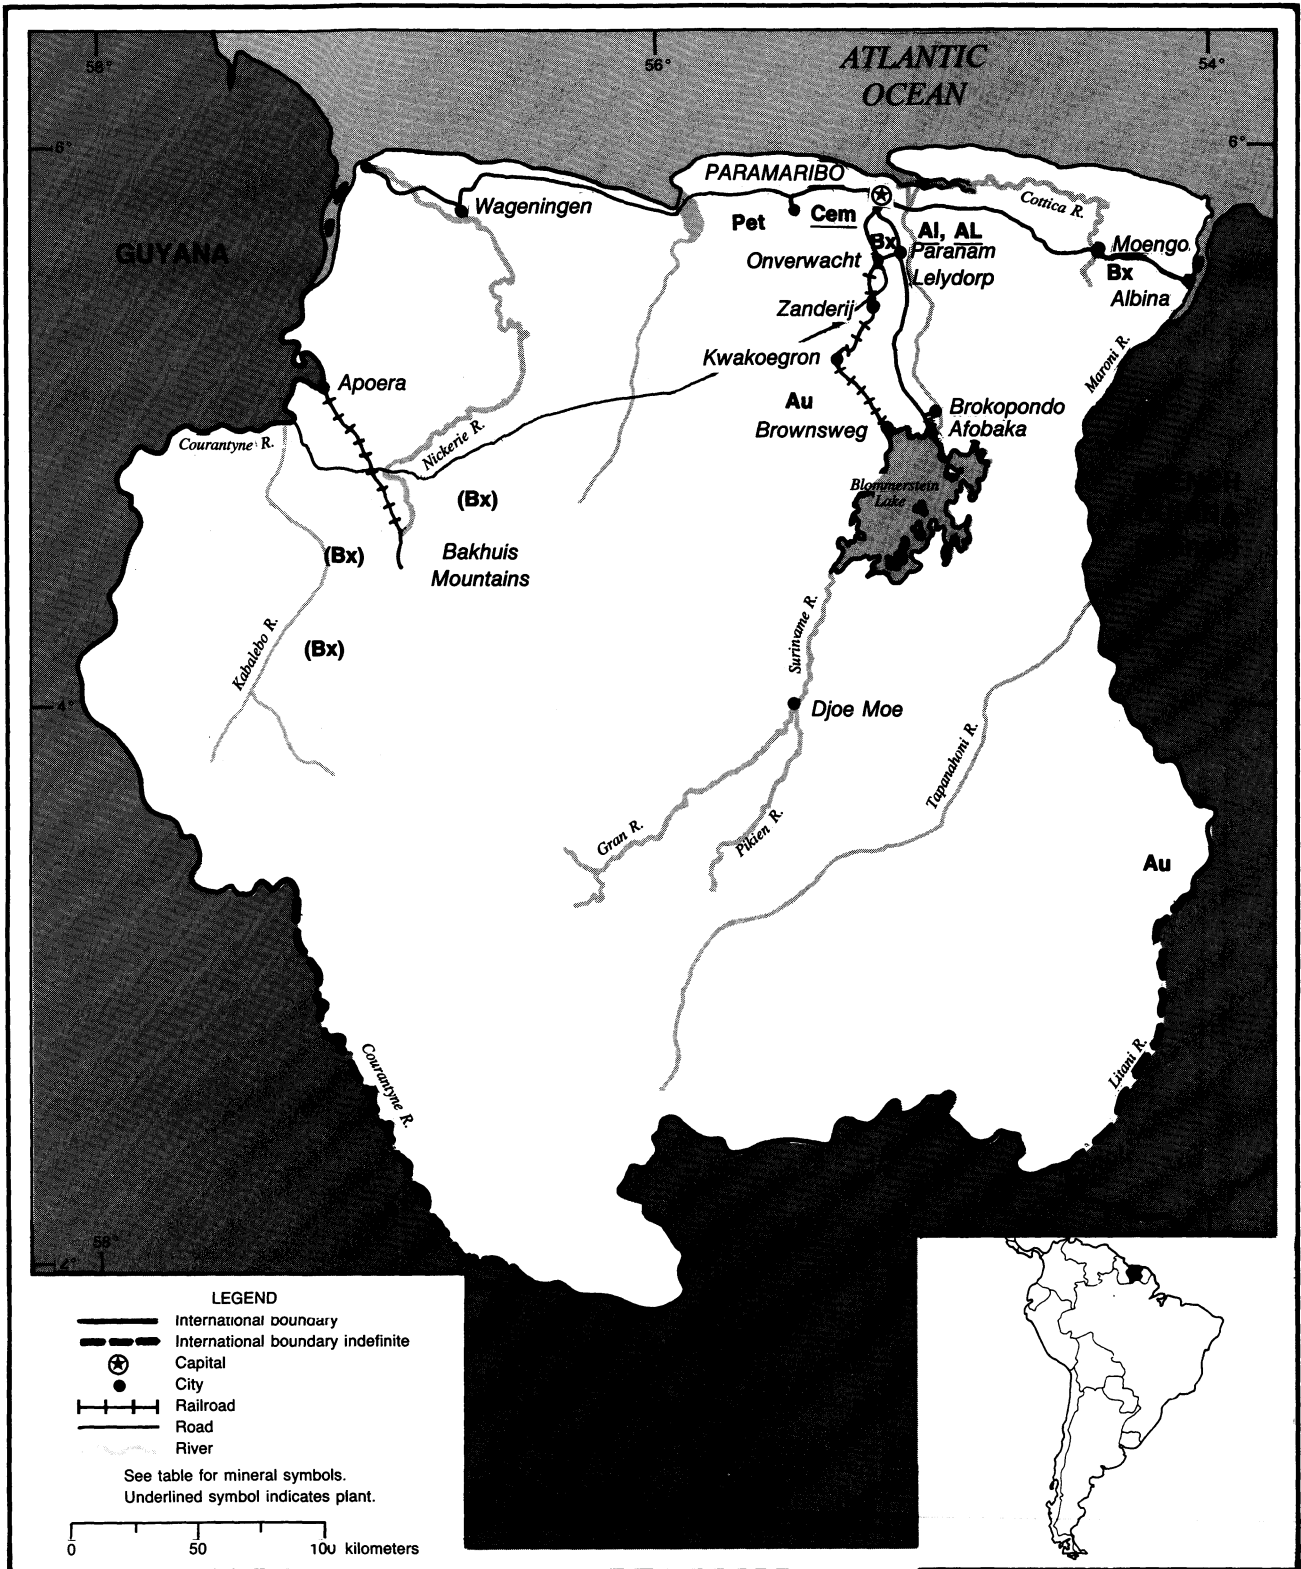 ATLANTIC
OCEAN
58°
56°
54°
6°
6°
PARAMARIBO
Wageningen
Pet
Cem
Cottica R.
GUYANA
Bx
Al, AL
Onverwacht
Paranam
Moengo
Lelydorp
Bx
Albina
Zanderij
Kwakoegron
Maroni R.
Apoera
Au
Brownsweg
Brokopondo
Afobaka
Courantyne R.
Nickerie R.
Blommerstein
Lake
(Bx)
(Bx)
Bakhuis
Mountains
(Bx)
Kabalebo R.
Surinvame R.
4°
Djoe Moe
Tapanahoni R.
Gran R.
Pikien R.
Au
Courantyne R.
Litani R.
58°
2°
LEGEND
International boundary
International boundary indefinite
Capital
City
Railroad
Road
River
See table for mineral symbols.
Underlined symbol indicates plant.
0 50 100 kilometers